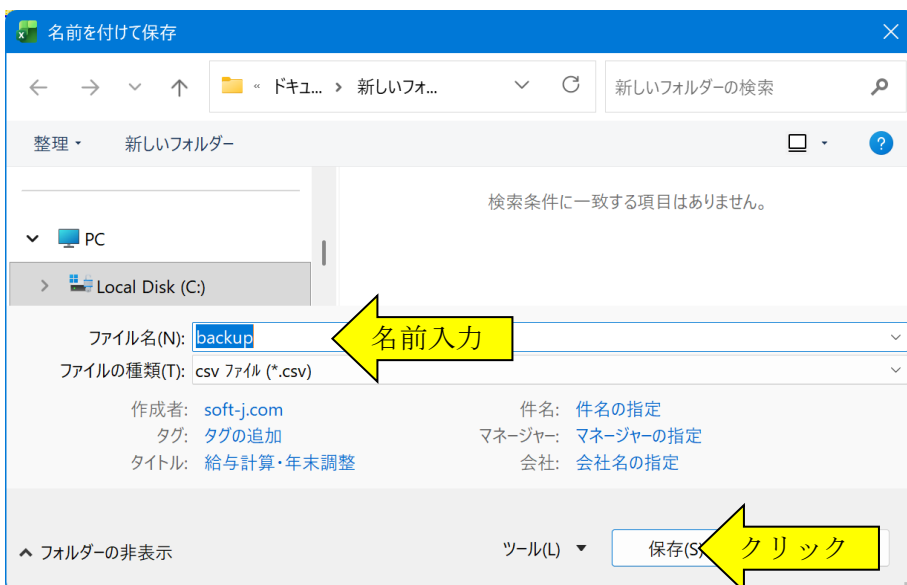 名前を付けて保存
« ドキュ... › 新しいフォ...
新しいフォルダーの検索
整理
新しいフォルダー
検索条件に一致する項目はありません。
PC
Local Disk (C:)
ファイル名(N): backup
名前入力
ファイルの種類(T): csv ﾌｧｲﾙ (*.csv)
作成者: soft-j.com
件名: 件名の指定
タグ: タグの追加
マネージャー: マネージャーの指定
タイトル: 給与計算・年末調整
会社: 会社名の指定
フォルダーの非表示
ツール(L)
保存(S)
クリック